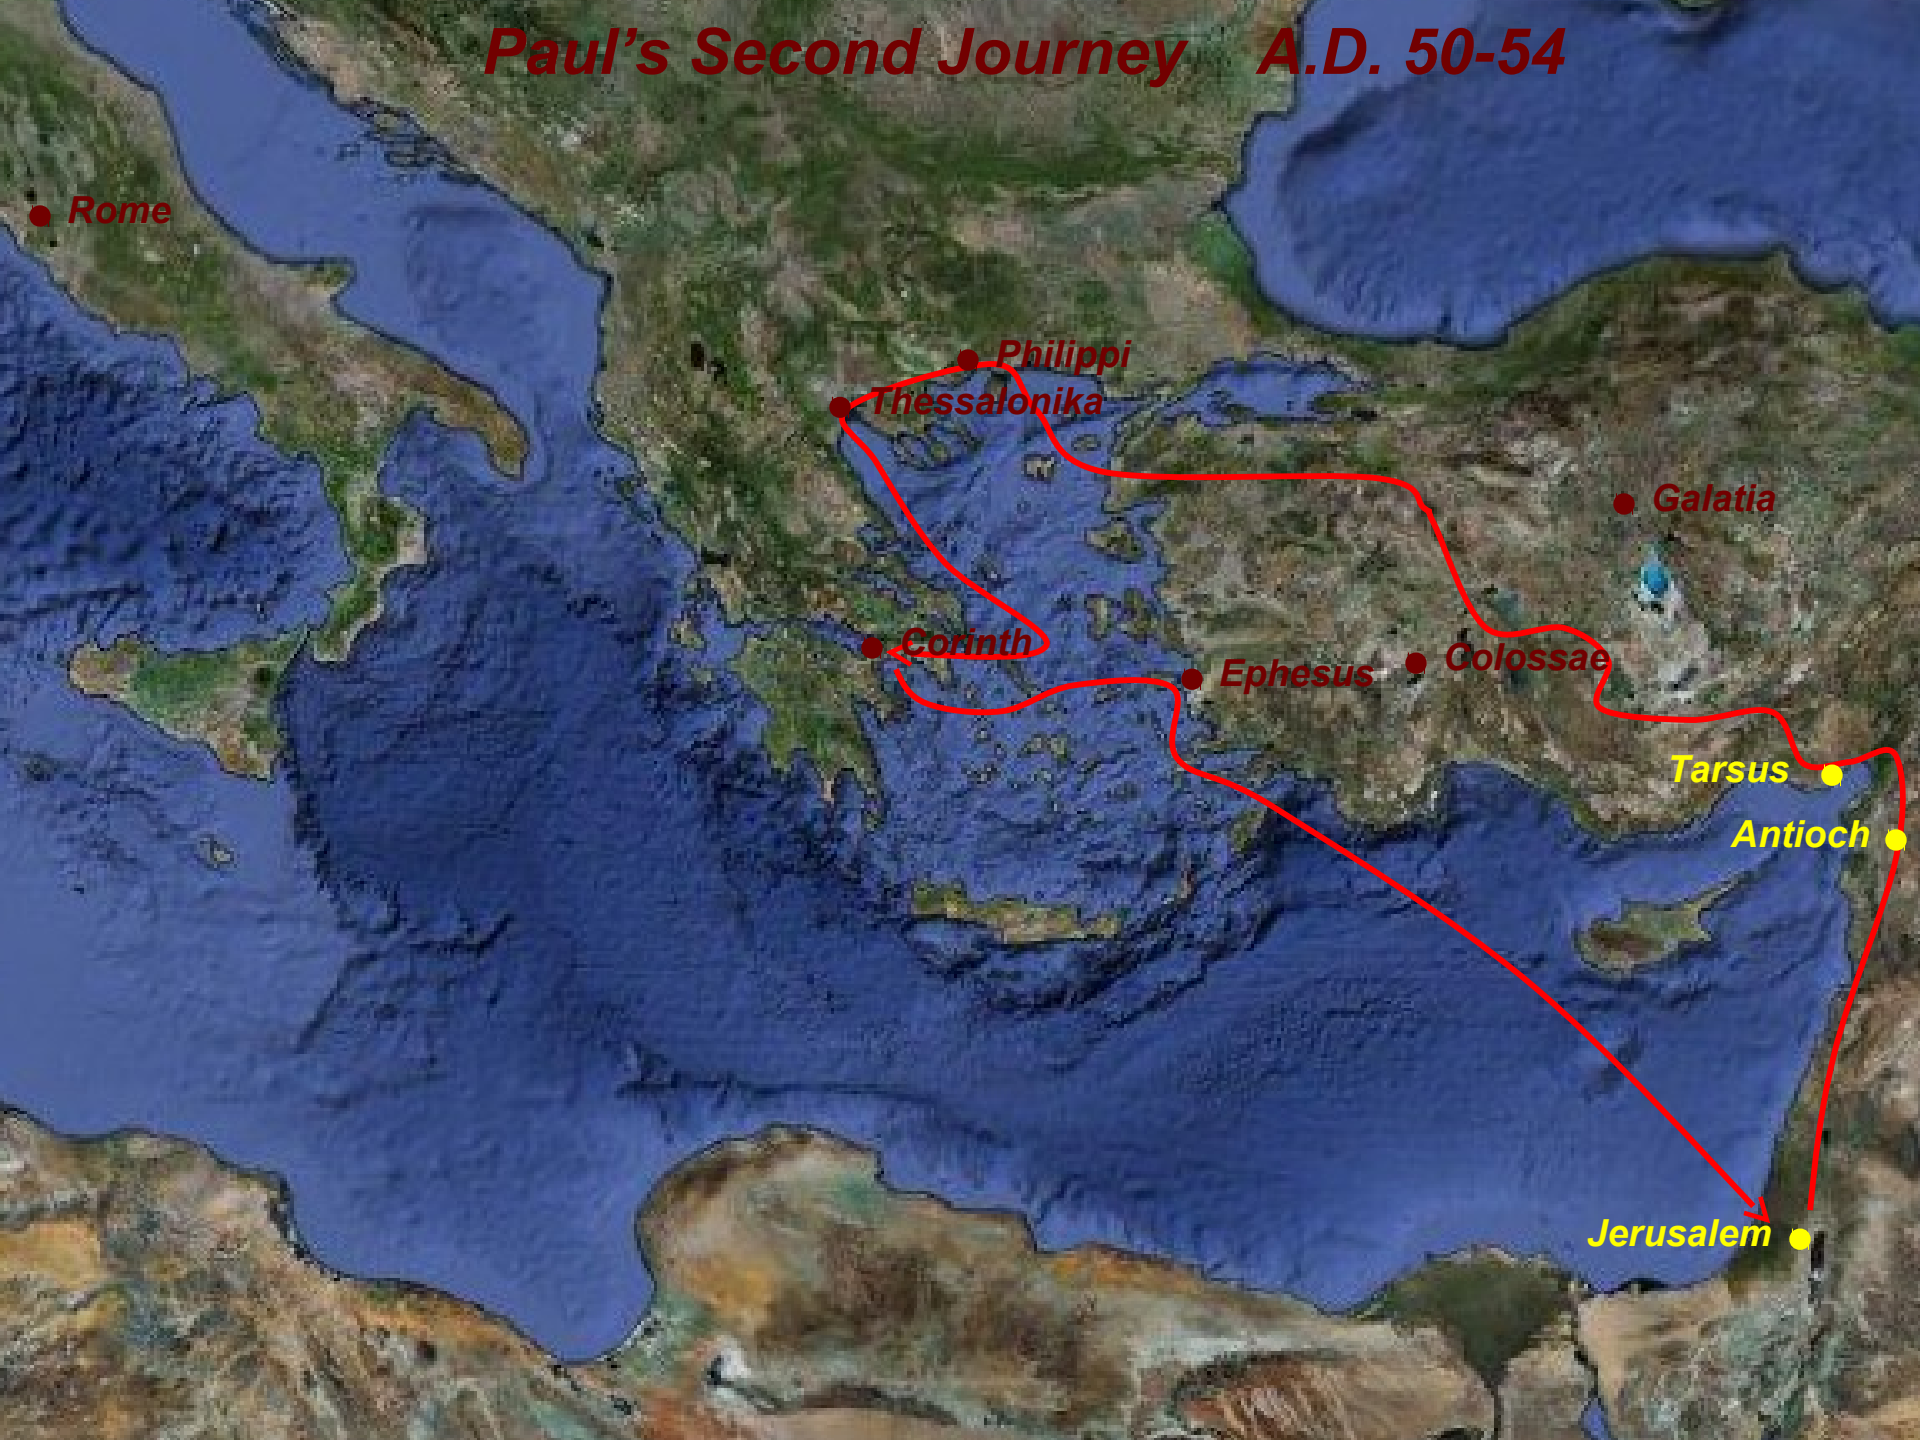 Paul’s Second Journey A.D. 50-54
Rome
Philippi
Thessalonika
Galatia
Corinth
Colossae
Ephesus
Tarsus
Antioch
Jerusalem